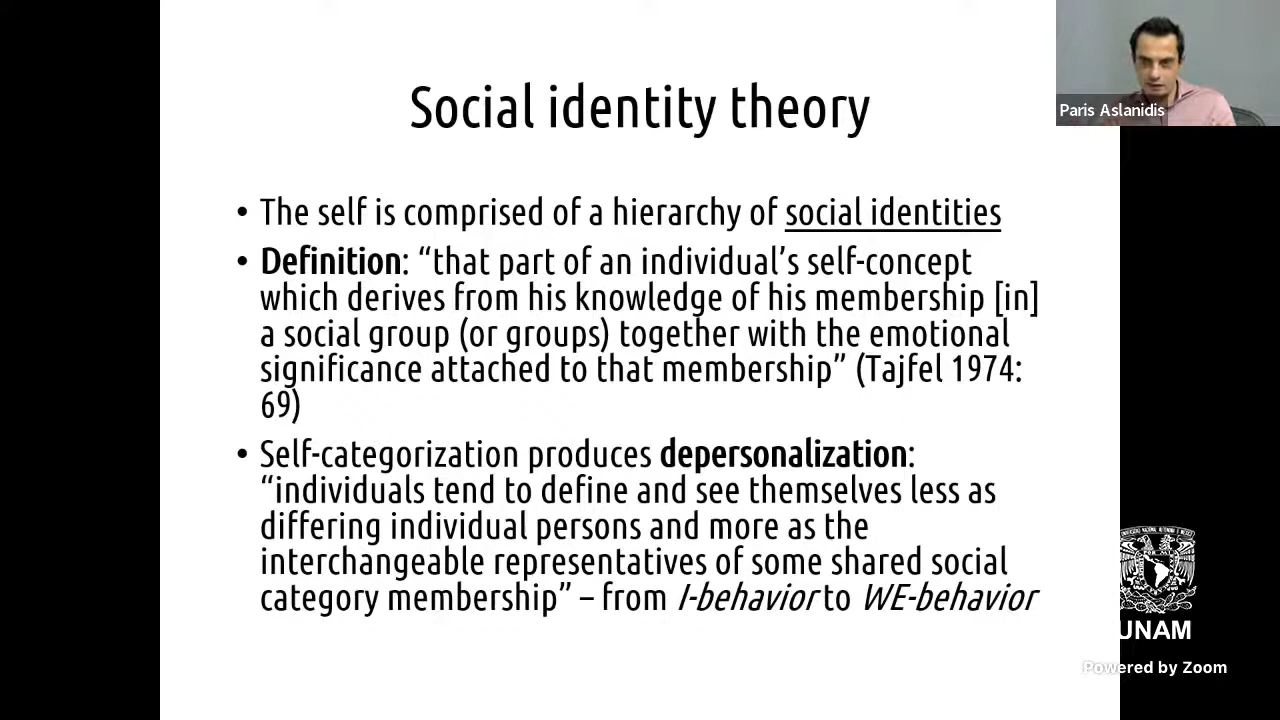 Social identity theory
Paris Aslanidis
• The self is comprised of a hierarchy of social identities
• Definition: “that part of an individual’s self-concept
which derives from his knowledge of his membership [in]
a social group (or groups) together with the emotional
significance attached to that membership” (Tajfel 1974:
69)
• Self-categorization produces depersonalization:
“individuals tend to define and see themselves less as
differing individual persons and more as the
interchangeable representatives of some shared social
category membership” – from I-behavior to WE-behavior
UNAM
Powered by Zoom